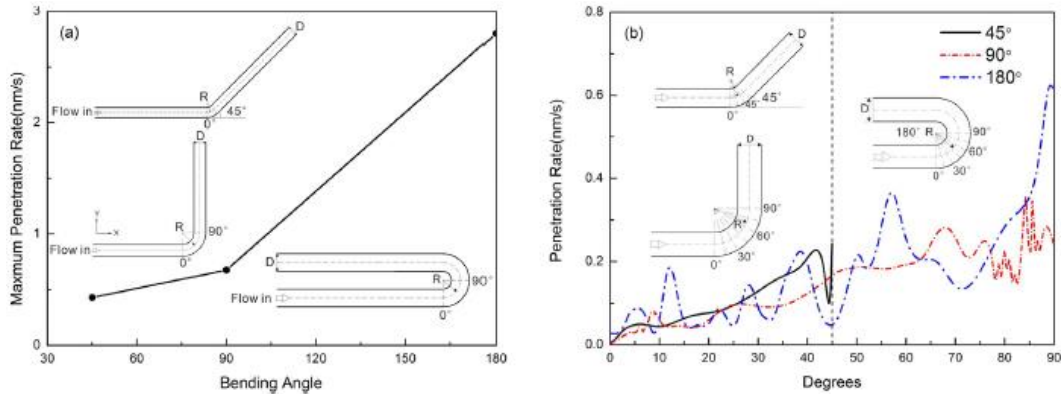 (a)
Maxmum Penetration Rate(nm/s)
3
2
1
0
30
60
90
120
150
180
Bending Angle
D
R
Flow in
0°
45°
D
Y
X
R
90°
Flow in
0°
D
R
90°
Flow in
0°
(b)
Penetration Rate(nm/s)
0.8
0.6
0.4
0.2
0.0
0
10
20
30
40
50
60
70
80
90
Degrees
45°
90°
180°
D
R
45°
45°
0°
D
R
90°
60°
30°
0°
D
180°
R
90°
60°
30°
0°